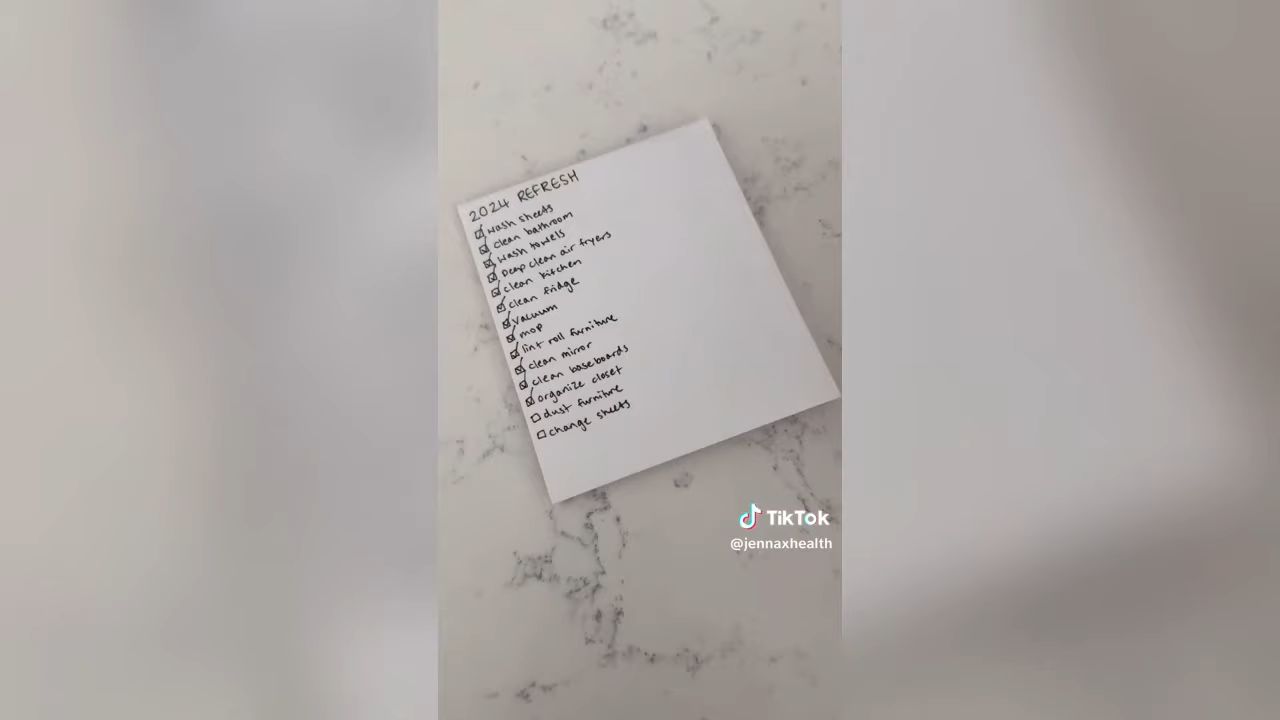 2024 REFRESH
wash sheets
clean bathroom
wash towels
Deep clean air fryers
clean kitchen
clean fridge
vacuum
mop
lint roll furniture
clean mirror
clean baseboards
organize closet
dust furniture
change sheets
TikTok
@jennaxhealth